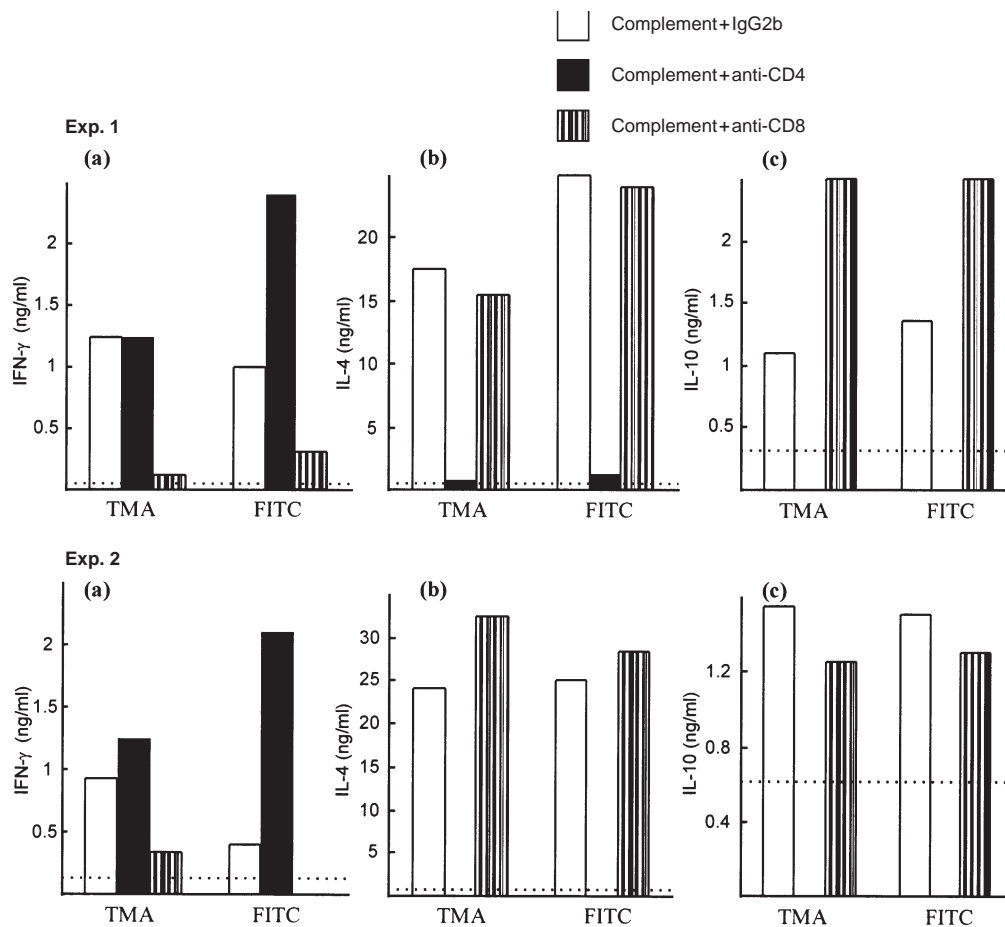 Complement+IgG2b
Complement+anti-CD4
Complement+anti-CD8
Exp. 1
(a)
(b)
(c)
IFN-γ (ng/ml)
2
1.5
1
0.5
TMA
FITC
IL-4 (ng/ml)
20
15
10
5
TMA
FITC
IL-10 (ng/ml)
2
1.5
1
0.5
TMA
FITC
Exp. 2
(a)
(b)
(c)
IFN-γ (ng/ml)
2
1.5
1
0.5
TMA
FITC
IL-4 (ng/ml)
30
25
22
15
10
5
TMA
FITC
IL-10 (ng/ml)
1.2
0.8
0.4
TMA
FITC